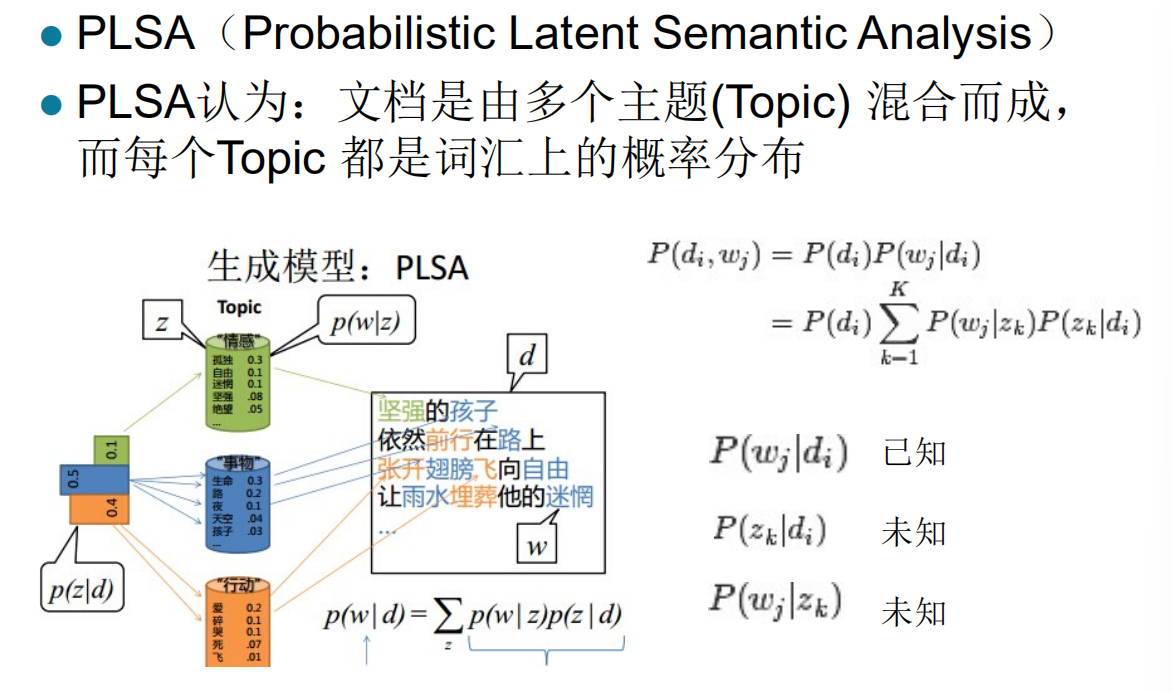 PLSA（Probabilistic Latent Semantic Analysis）
PLSA认为：文档是由多个主题(Topic) 混合而成，
而每个Topic 都是词汇上的概率分布
生成模型：PLSA
Topic
z
p(w|z)
"情感"
孤独 0.3
自由 0.1
迷惘 0.1
坚强 .08
绝望 .05
...
0.1
0.5
0.4
p(z|d)
"事物"
生命 0.3
路 0.2
夜 0.1
天空 .04
孩子 .03
...
"行动"
爱 0.2
碎 0.1
哭 0.1
死 .07
飞 .01
d
坚强的孩子
依然前行在路上
张开翅膀飞向自由
让雨水埋葬他的迷惘
...
w
p(w|d)=∑_z p(w|z)p(z|d)
P(d_i, w_j) = P(d_i)P(w_j|d_i)
= P(d_i) ∑_{k=1}^{K} P(w_j|z_k)P(z_k|d_i)
P(w_j|d_i) 已知
P(z_k|d_i) 未知
P(w_j|z_k) 未知